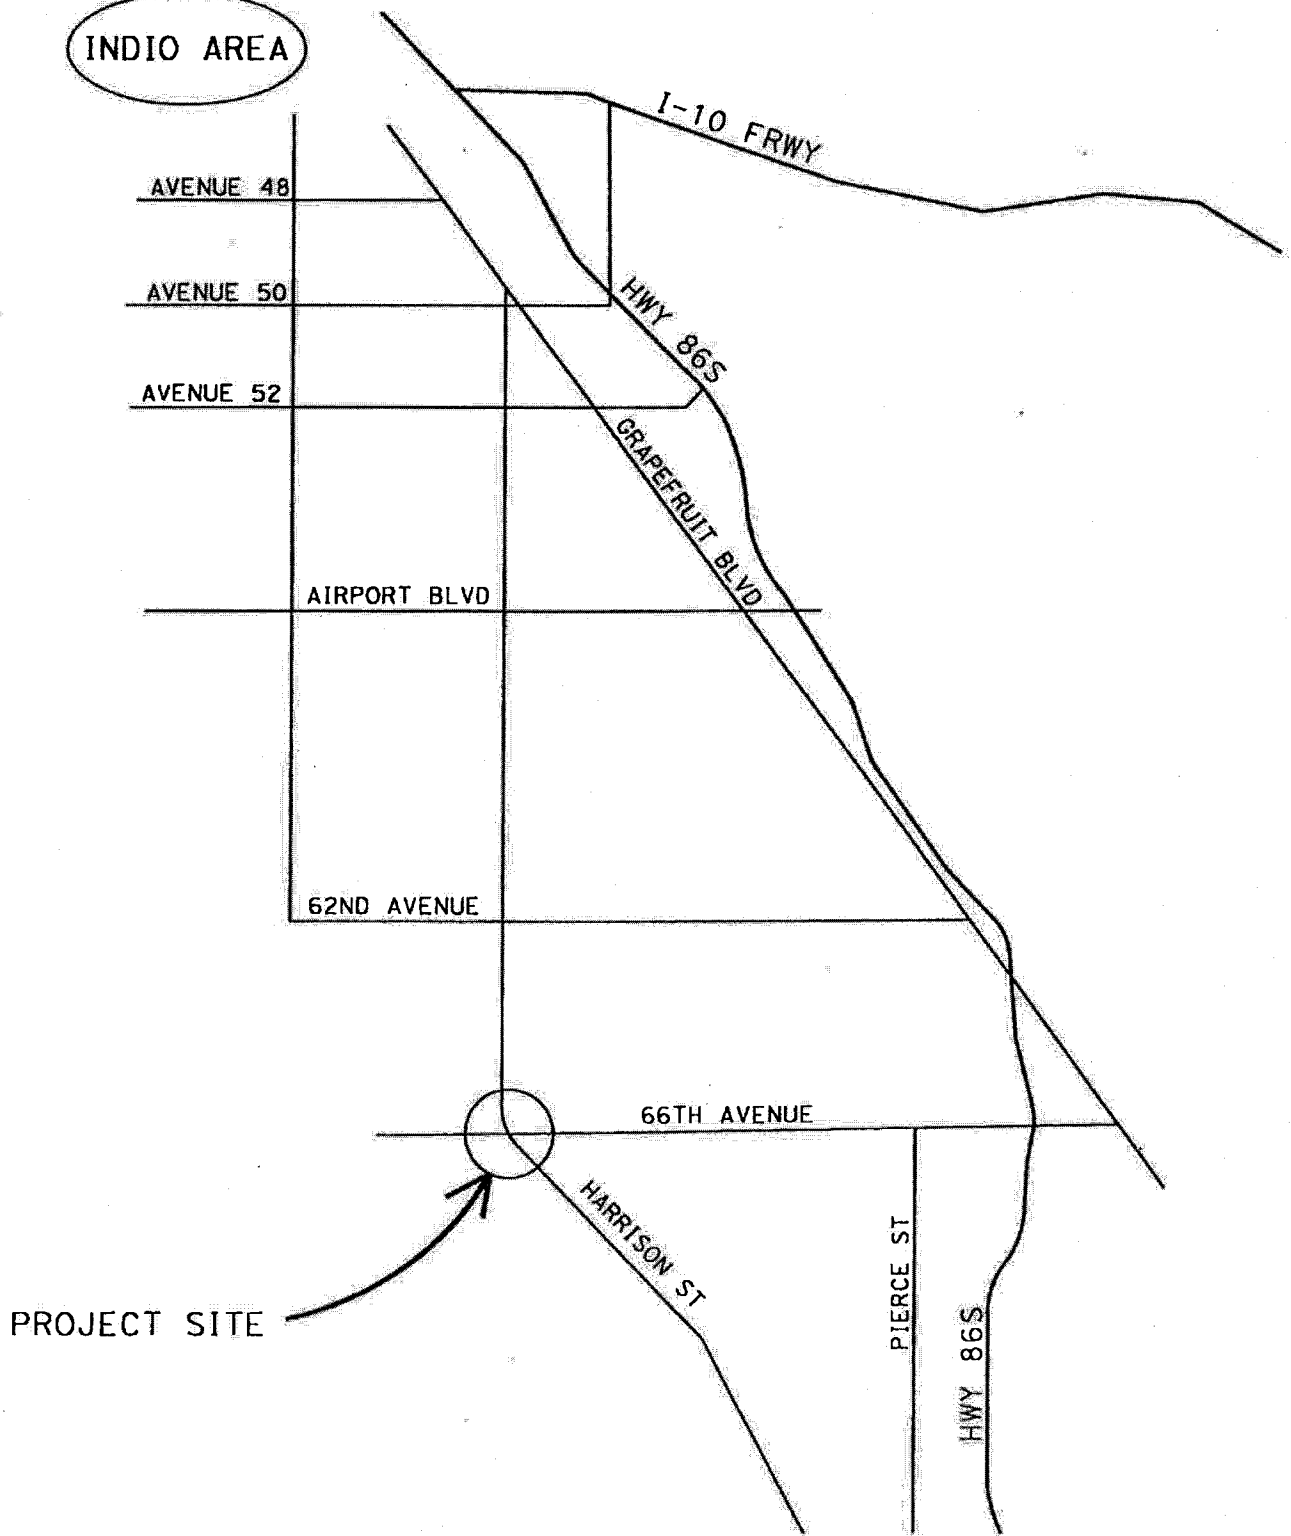 INDIO AREA
I-10 FRWY
AVENUE 48
AVENUE 50
HWY 86S
AVENUE 52
GRAPEFRUIT BLVD
AIRPORT BLVD
62ND AVENUE
66TH AVENUE
HARRISON ST
PIERCE ST
PROJECT SITE
HWY 86S